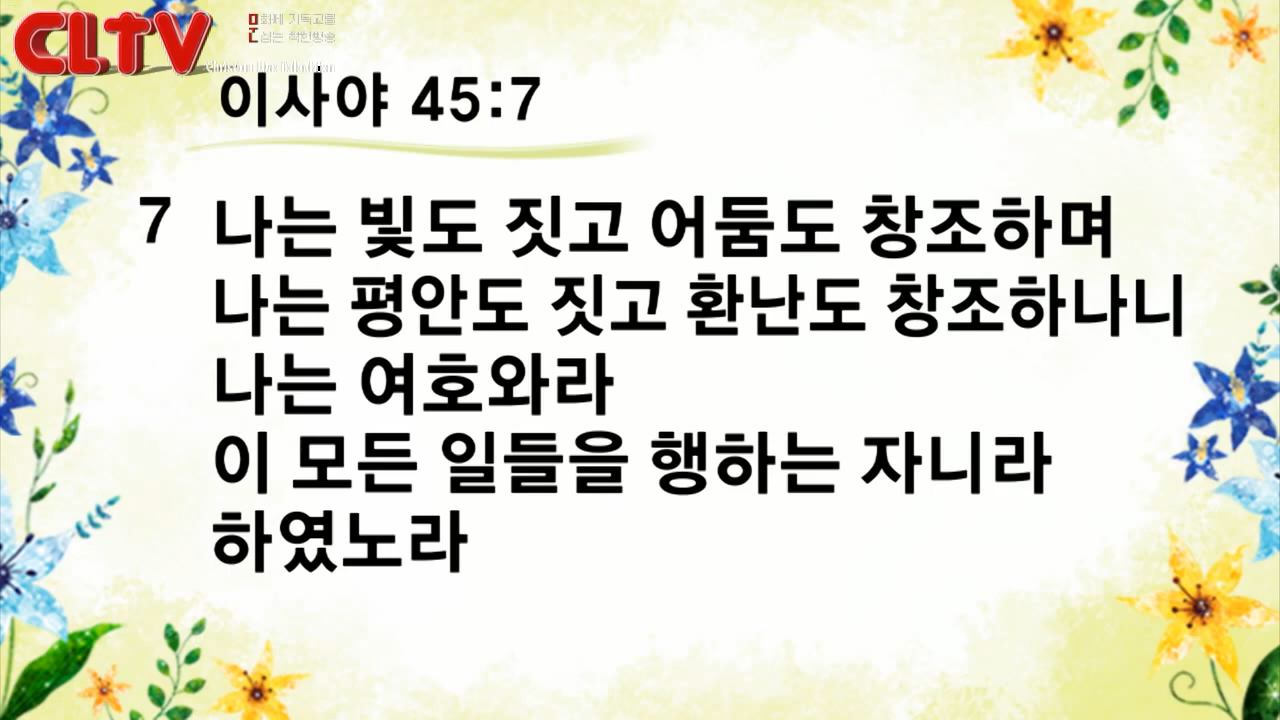 CLTV
이사야 45:7
7 나는 빛도 짓고 어둠도 창조하며
나는 평안도 짓고 환난도 창조하나니
나는 여호와라
이 모든 일들을 행하는 자니라
하였노라